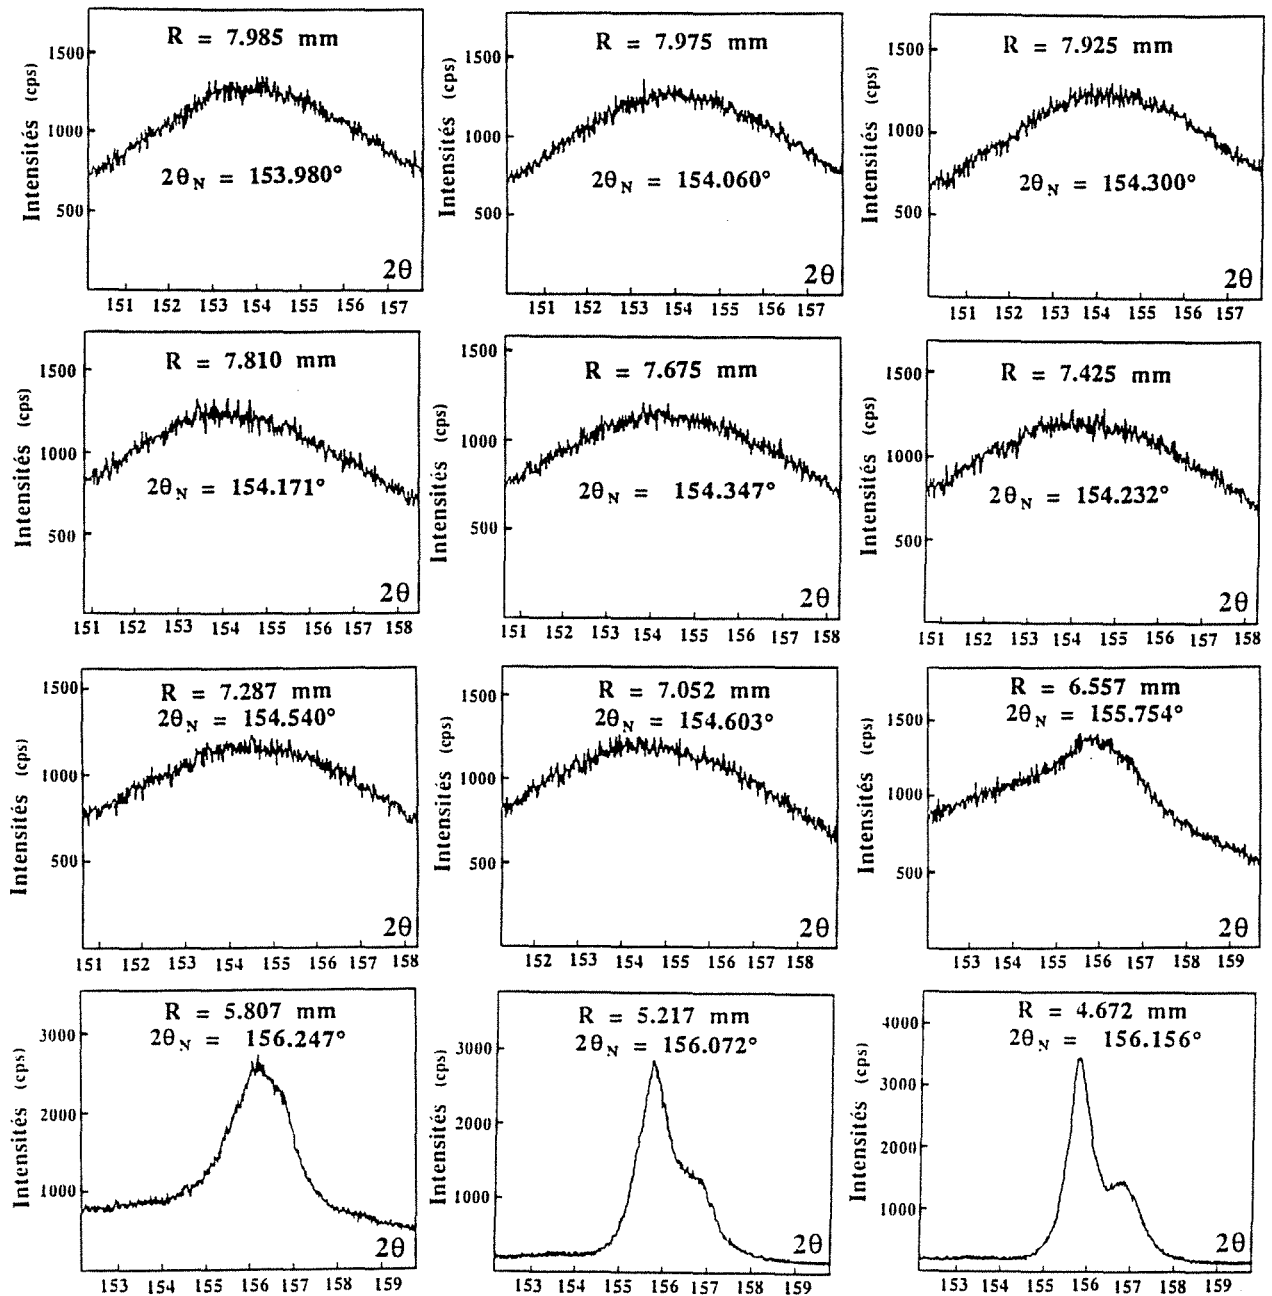 R = 7.985 mm
2θN = 153.980°
Intensités (cps)
1500
1000
500
2θ
151 152 153 154 155 156 157
R = 7.975 mm
2θN = 154.060°
Intensités (cps)
1500
1000
500
2θ
151 152 153 154 155 156 157
R = 7.925 mm
2θN = 154.300°
Intensités (cps)
1500
1000
500
2θ
151 152 153 154 155 156 157
R = 7.810 mm
2θN = 154.171°
Intensités (cps)
1500
1000
500
2θ
151 152 153 154 155 156 157 158
R = 7.675 mm
2θN = 154.347°
Intensités (cps)
1500
1000
500
2θ
151 152 153 154 155 156 157 158
R = 7.425 mm
2θN = 154.232°
Intensités (cps)
1500
1000
500
2θ
151 152 153 154 155 156 157 158
R = 7.287 mm
2θN = 154.540°
Intensités (cps)
1500
1000
500
2θ
151 152 153 154 155 156 157 158
R = 7.052 mm
2θN = 154.603°
Intensités (cps)
1500
1000
500
2θ
152 153 154 155 156 157 158
R = 6.557 mm
2θN = 155.754°
Intensités (cps)
1500
1000
500
2θ
153 154 155 156 157 158 159
R = 5.807 mm
2θN = 156.247°
Intensités (cps)
3000
2000
1000
2θ
153 154 155 156 157 158 159
R = 5.217 mm
2θN = 156.072°
Intensités (cps)
3000
2000
1000
2θ
153 154 155 156 157 158 159
R = 4.672 mm
2θN = 156.156°
Intensités (cps)
4000
3000
2000
1000
2θ
153 154 155 156 157 158 159